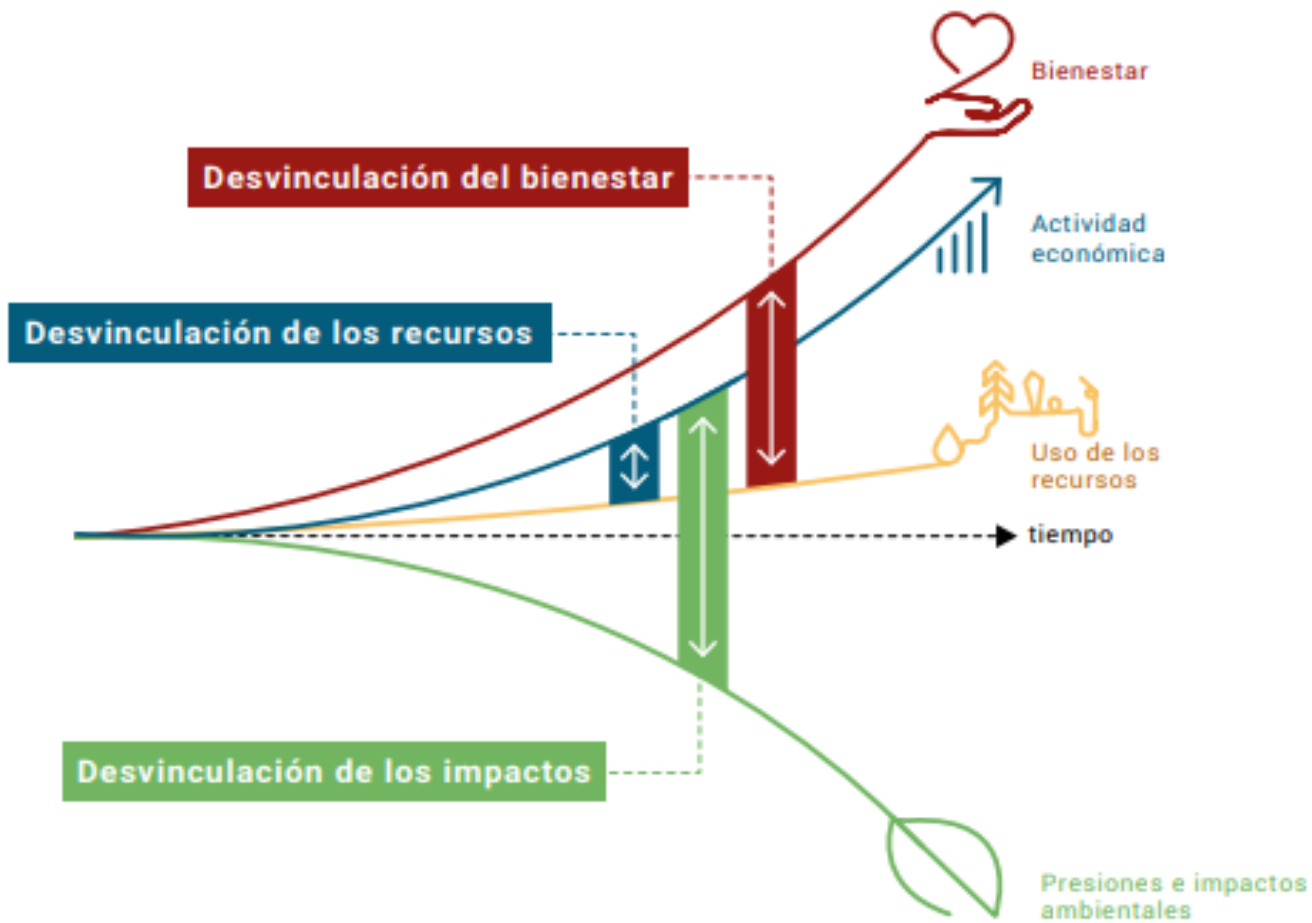 Bienestar
Desvinculación del bienestar
Actividad
económica
Desvinculación de los recursos
Uso de los
recursos
tiempo
Desvinculación de los impactos
Presiones e impactos
ambientales